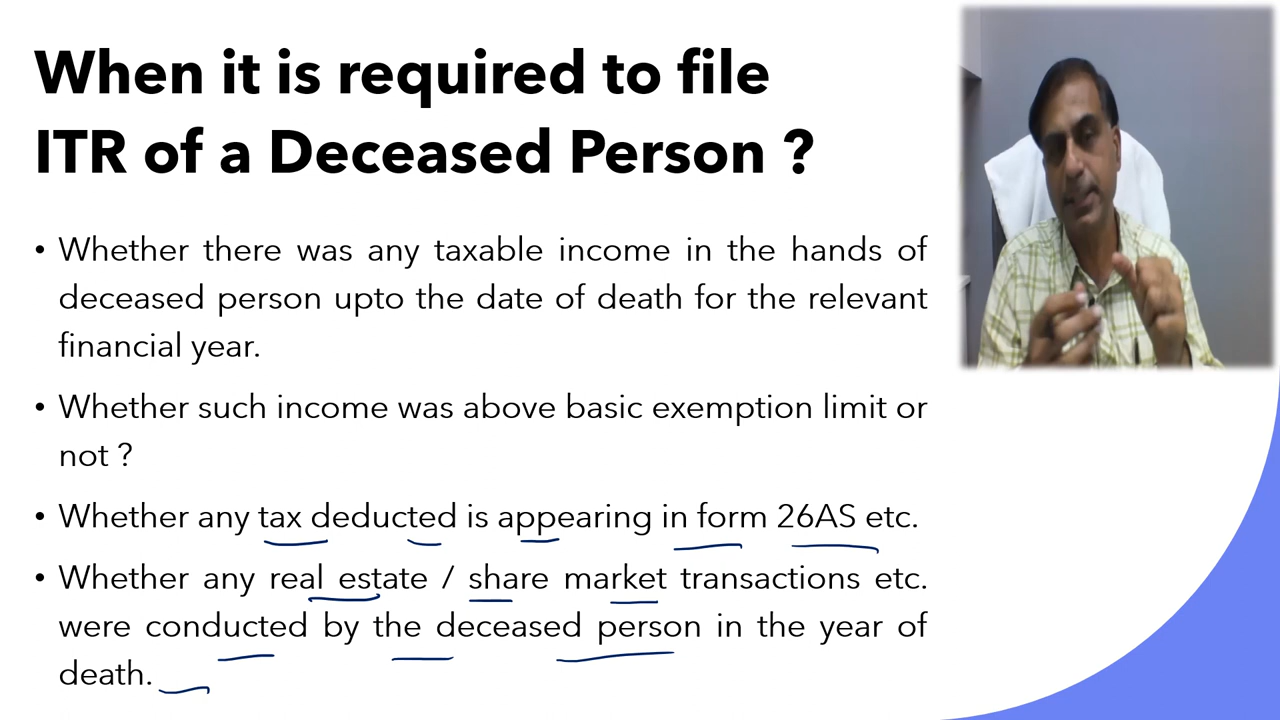 When it is required to file
ITR of a Deceased Person ?
• Whether there was any taxable income in the hands of
deceased person upto the date of death for the relevant
financial year.
• Whether such income was above basic exemption limit or
not ?
• Whether any tax deducted is appearing in form 26AS etc.
• Whether any real estate / share market transactions etc.
were conducted by the deceased person in the year of
death.